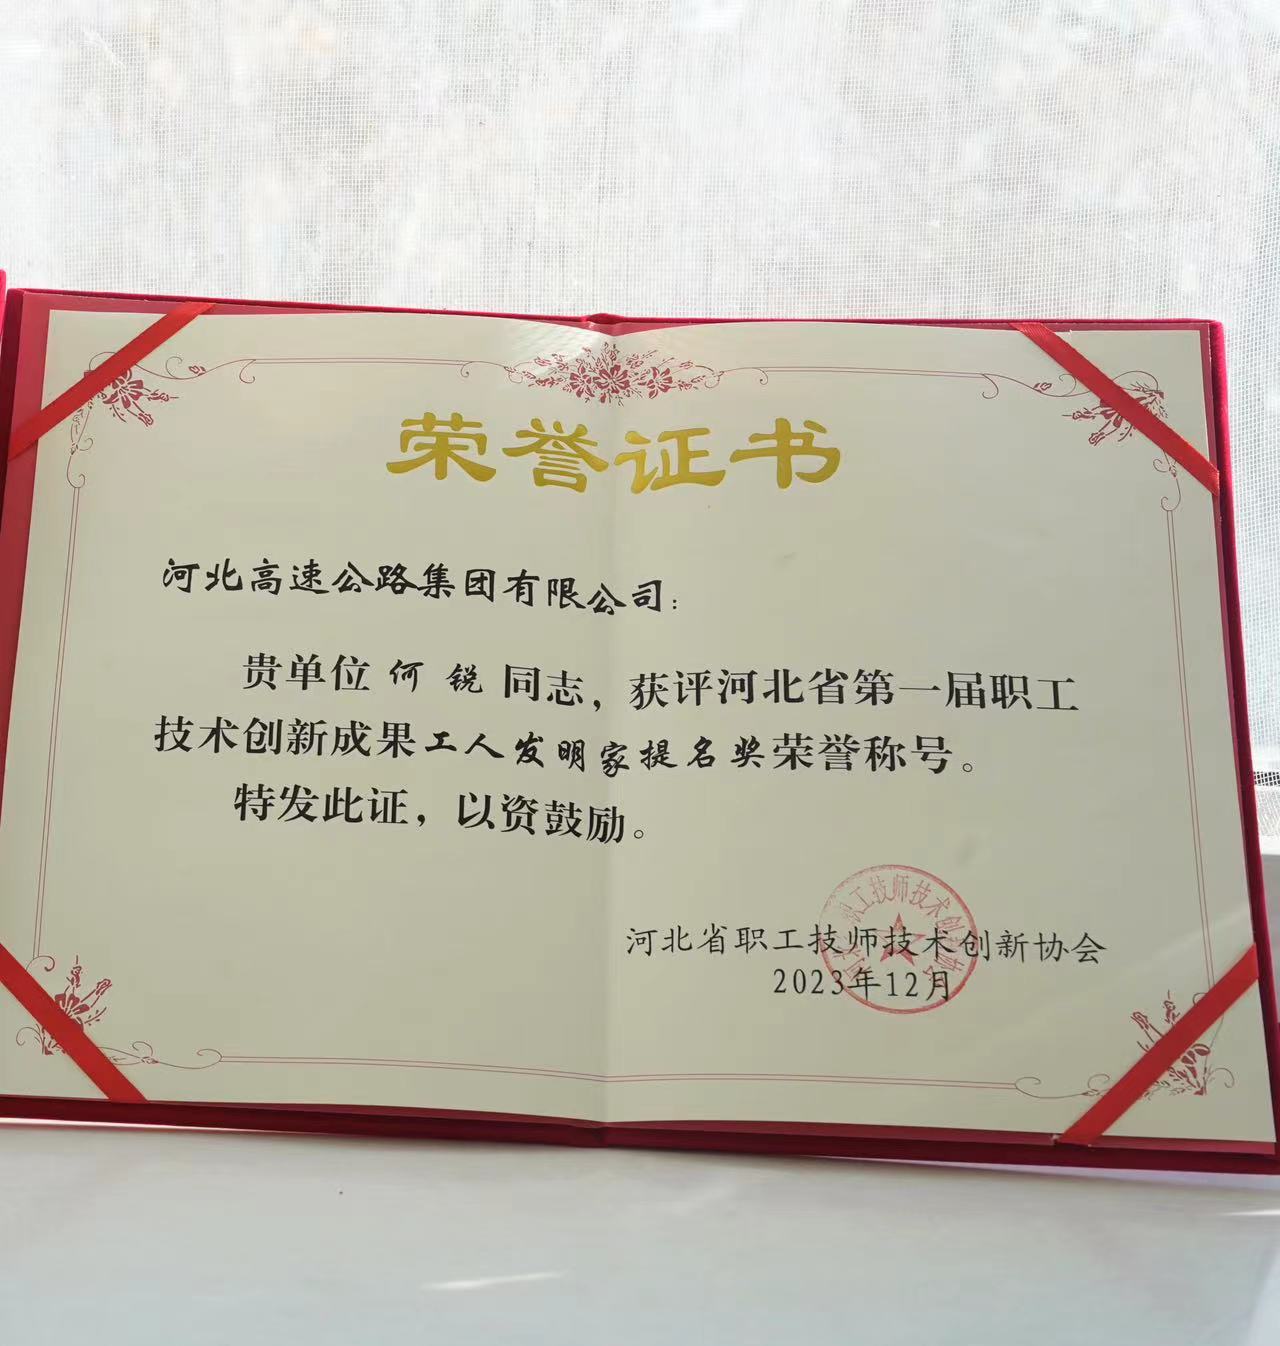 荣誉证书
河北高速公路集团有限公司：
贵单位何锐同志，获评河北省第一届职工
技术创新成果工人发明家提名奖荣誉称号。
特发此证，以资鼓励。
河北省职工技师技术创新协会
2023年12月